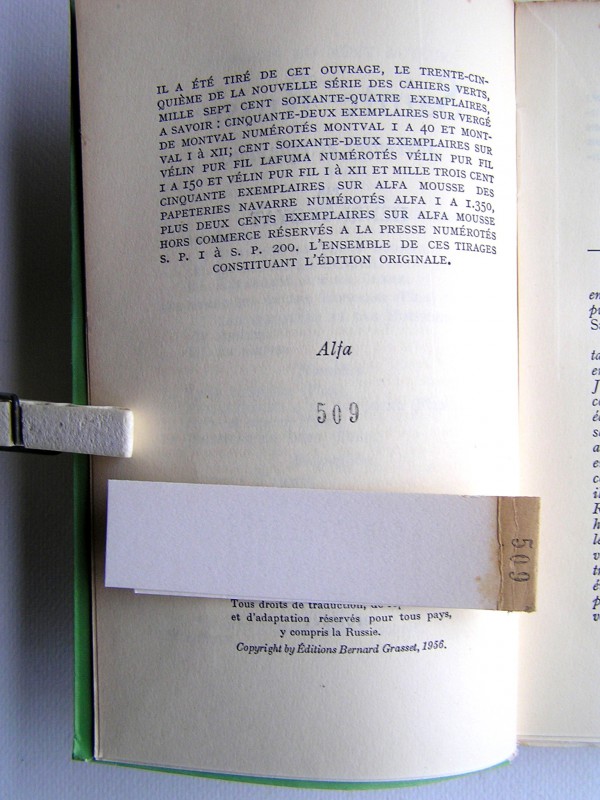 IL A ÉTÉ TIRÉ DE CET OUVRAGE, LE TRENTE-CIN-
QUIÈME DE LA NOUVELLE SÉRIE DES CAHIERS VERTS,
MILLE SEPT CENT SOIXANTE-QUATRE EXEMPLAIRES,
A SAVOIR : CINQUANTE-DEUX EXEMPLAIRES SUR VERGÉ
DE MONTVAL NUMÉROTÉS MONTVAL I A 40 ET MONT-
VAL I à XII; CENT SOIXANTE-DEUX EXEMPLAIRES SUR
VÉLIN PUR FIL LAFUMA NUMÉROTÉS VÉLIN PUR FIL
I A 150 ET VÉLIN PUR FIL I à XII ET MILLE TROIS CENT
CINQUANTE EXEMPLAIRES SUR ALFA MOUSSE DES
PAPETERIES NAVARRE NUMÉROTÉS ALFA I A 1.350,
PLUS DEUX CENTS EXEMPLAIRES SUR ALFA MOUSSE
HORS COMMERCE RÉSERVÉS A LA PRESSE NUMÉROTÉS
S. P. I à S. P. 200. L'ENSEMBLE DE CES TIRAGES
CONSTITUANT L'ÉDITION ORIGINALE.
Alfa
509
509
Tous droits de traduction, de
et d'adaptation réservés pour tous pays,
y compris la Russie.
Copyright by Éditions Bernard Grasset, 1956.